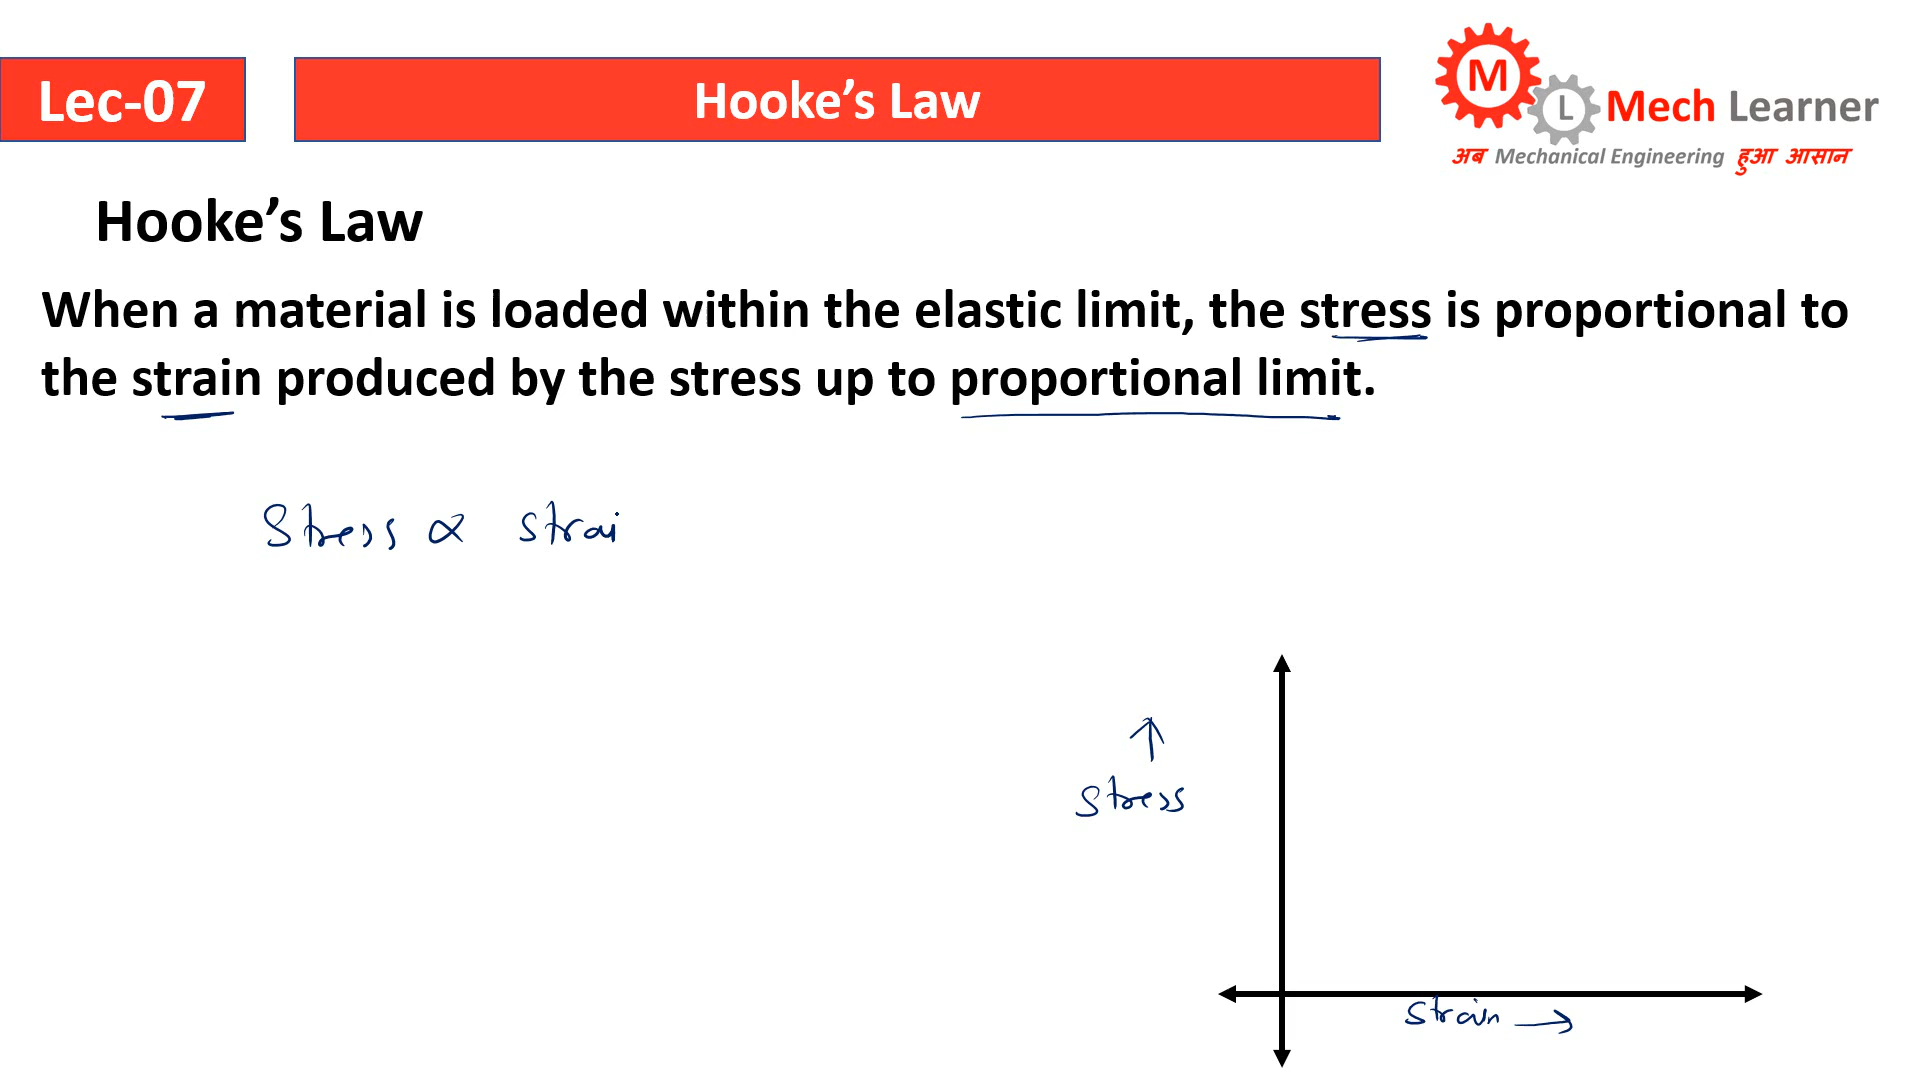 Lec-07
Hooke’s Law
M
L
Mech Learner
अब Mechanical Engineering हुआ आसान
Hooke’s Law
When a material is loaded within the elastic limit, the stress is proportional to
the strain produced by the stress up to proportional limit.
Stress ∝ strai
↑
stress
strain →